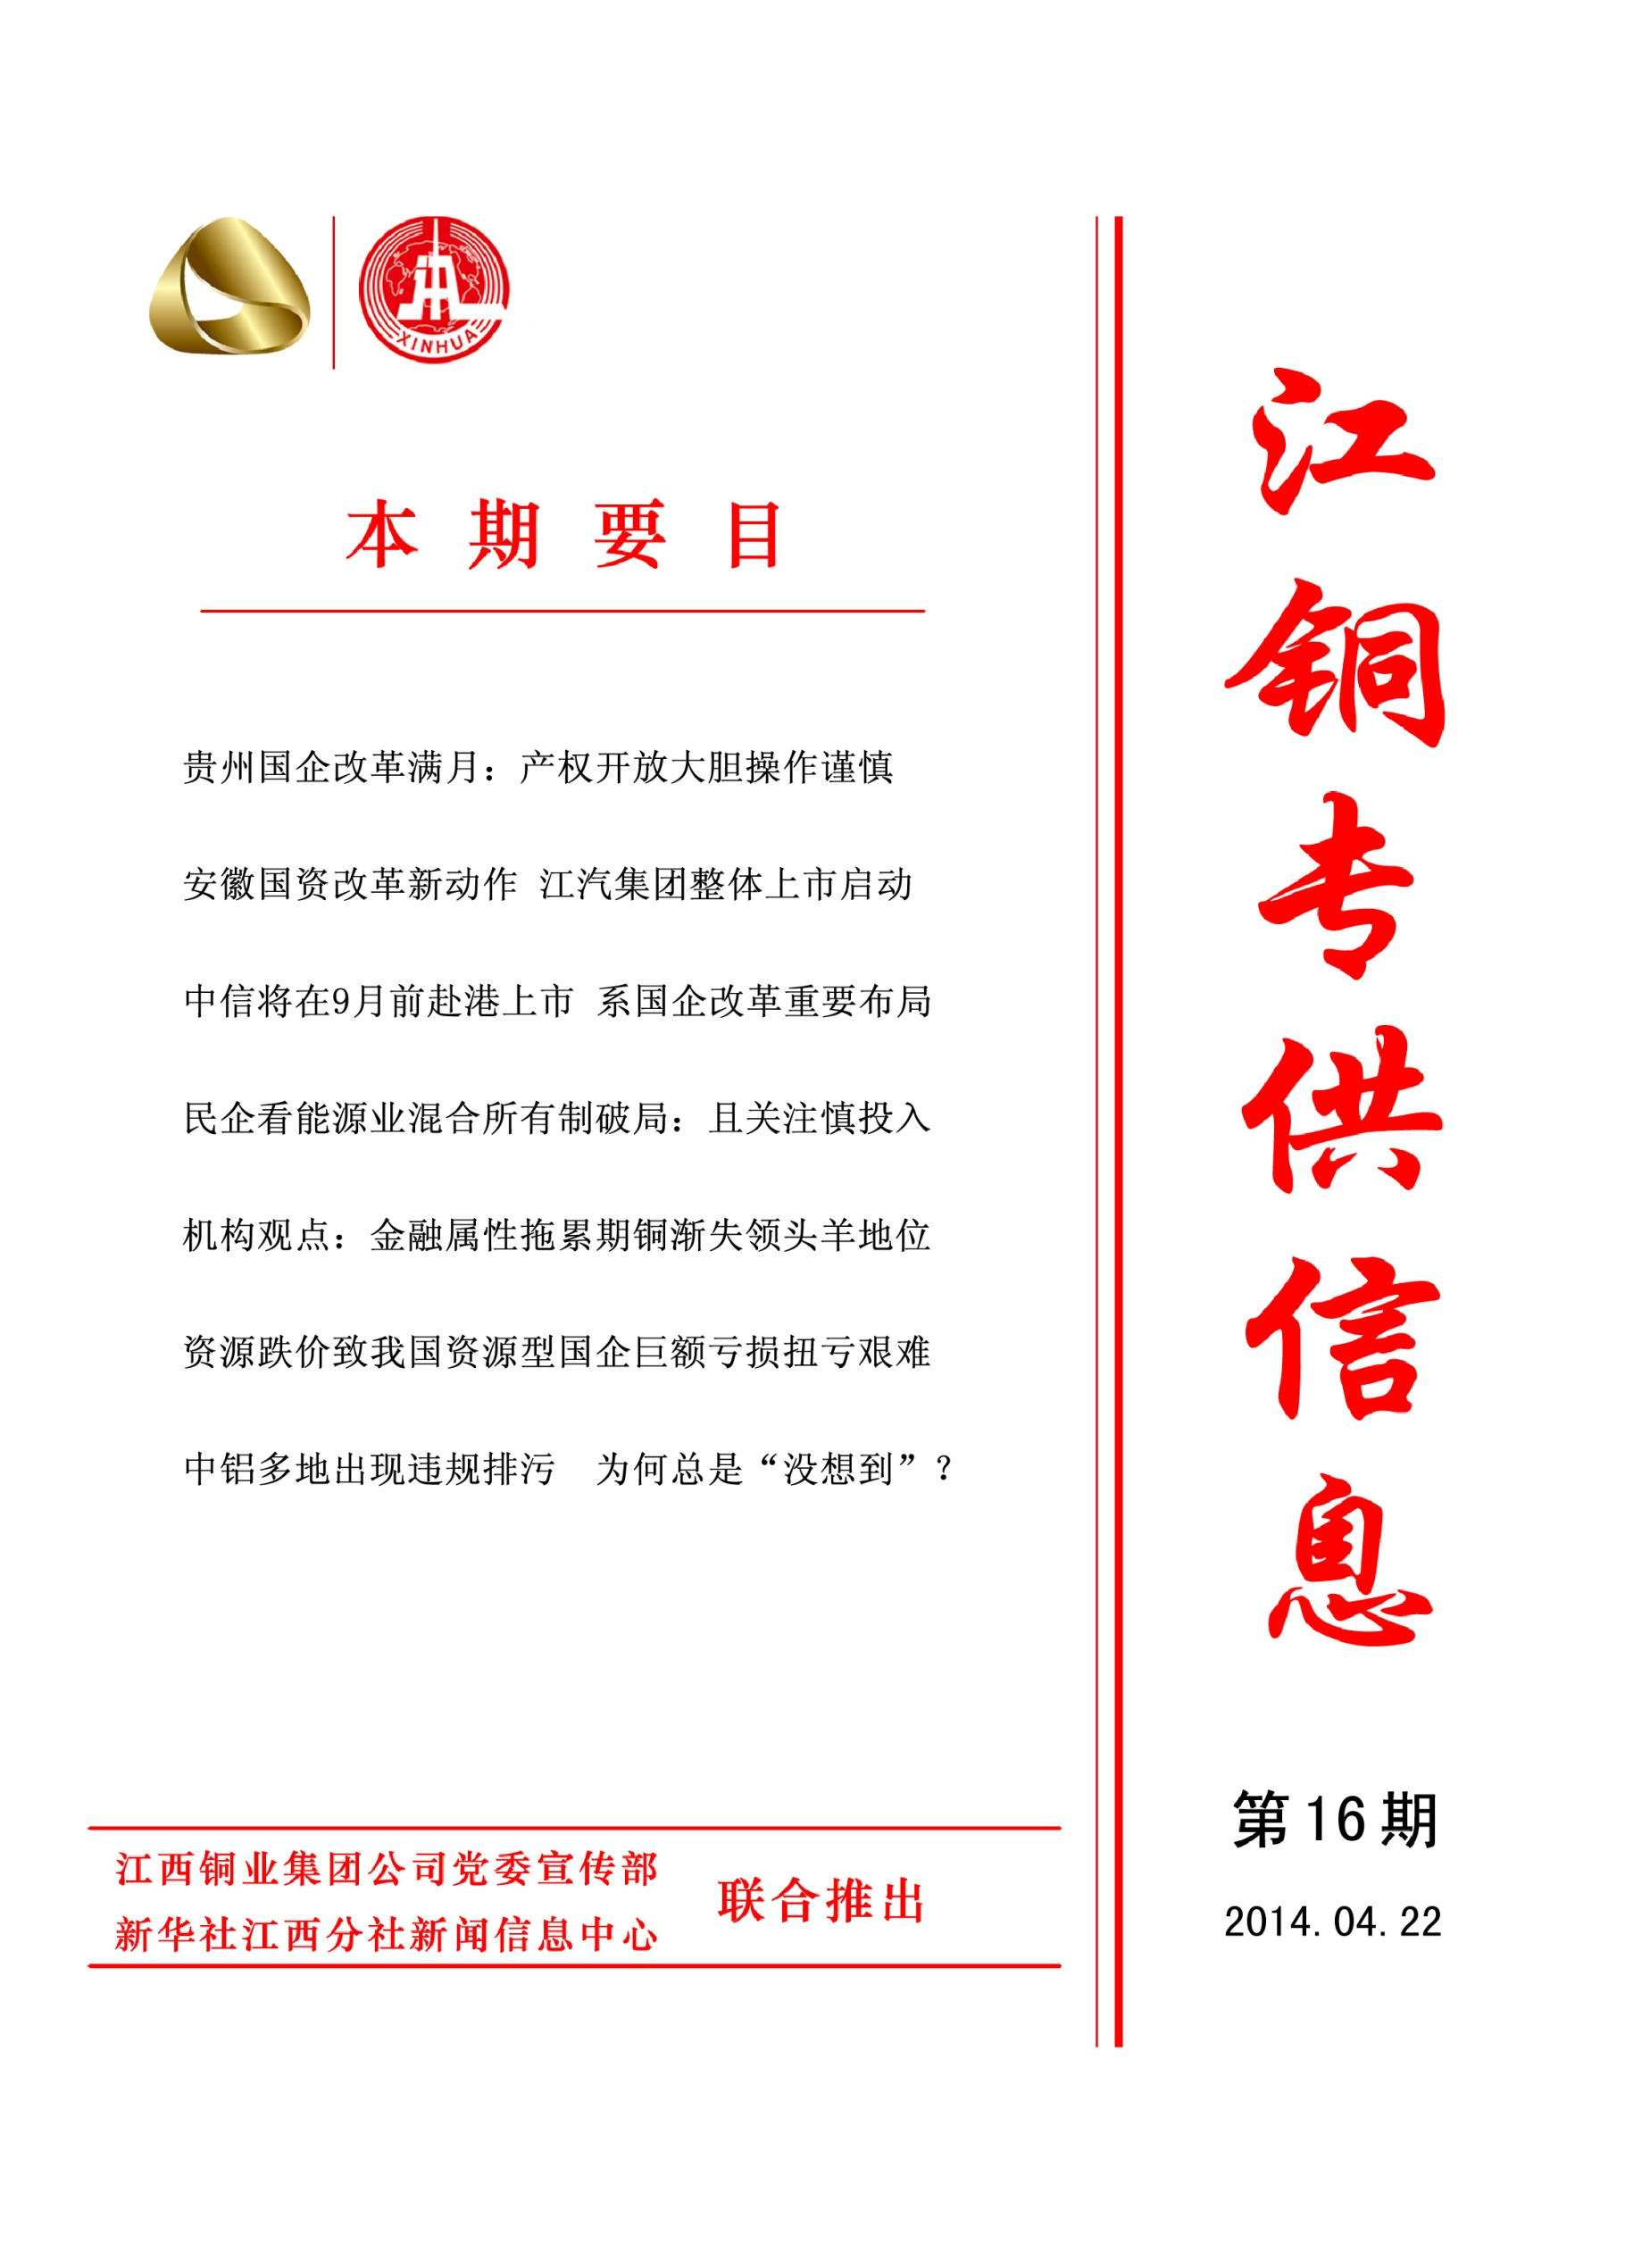 XINHUA
本期要目
贵州国企改革满月：产权开放大胆操作谨慎
安徽国资改革新动作 江汽集团整体上市启动
中信将在9月前赴港上市 系国企改革重要布局
民企看能源业混合所有制破局：且关注慎投入
机构观点：金融属性拖累期铜渐失领头羊地位
资源跌价致我国资源型国企巨额亏损扭亏艰难
中铝多地出现违规排污 为何总是“没想到”？
江西铜业集团公司党委宣传部
新华社江西分社新闻信息中心
联合推出
江铜专供信息
第16期
2014.04.22